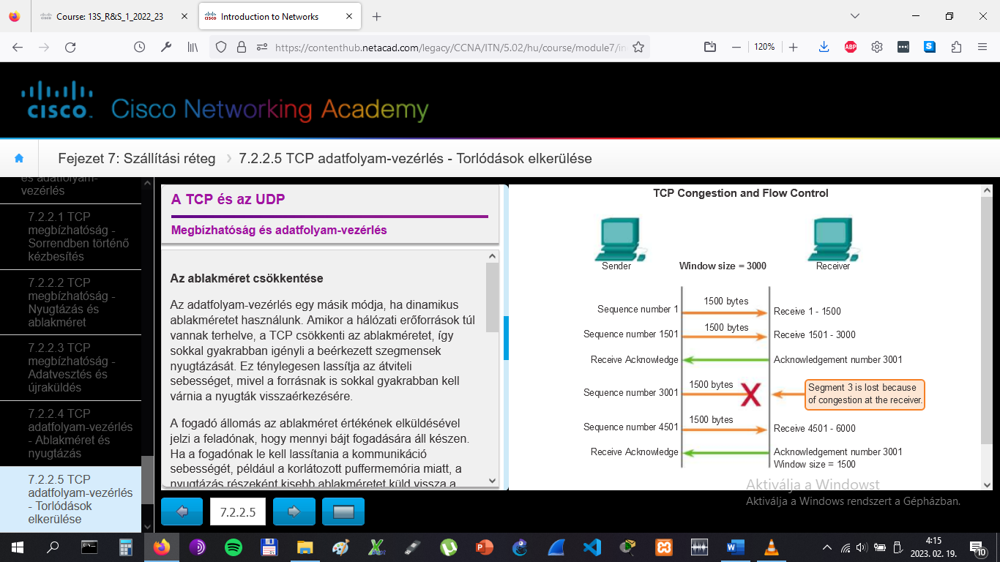 Course: 13S_R&S_1_2022_23
Introduction to Networks
https://contenthub.netacad.com/legacy/CCNA/ITN/5.02/hu/course/module7/in
120%
ABP
CISCO
Cisco Networking Academy
Fejezet 7: Szállítási réteg
7.2.2.5 TCP adatfolyam-vezérlés - Torlódások elkerülése
és adatfolyam-
vezérlés
7.2.2.1 TCP
megbízhatóság -
Sorrendben történő
kézbesítés
7.2.2.2 TCP
megbízhatóság -
Nyugtázás és
ablakméret
7.2.2.3 TCP
megbízhatóság -
Adatvesztés és
újraküldés
7.2.2.4 TCP
adatfolyam-vezérlés
- Ablakméret és
nyugtázás
7.2.2.5 TCP
adatfolyam-vezérlés
- Torlódások
elkerülése
A TCP és az UDP
Megbízhatóság és adatfolyam-vezérlés
Az ablakméret csökkentése
Az adatfolyam-vezérlés egy másik módja, ha dinamikus
ablakméretet használunk. Amikor a hálózati erőforrások túl
vannak terhelve, a TCP csökkenti az ablakméretet, így
sokkal gyakrabban igényli a beérkezett szegmensek
nyugtázását. Ez ténylegesen lassítja az átviteli
sebességet, mivel a forrásnak is sokkal gyakrabban kell
várnia a nyugták visszaérkezésére.
A fogadó állomás az ablakméret értékének elküldésével
jelzi a feladónak, hogy mennyi bájt fogadására áll készen.
Ha a fogadónak le kell lassítania a kommunikáció
sebességét, például a korlátozott puffermemória miatt, a
nyugtázás részeként kisebb ablakméretet küld vissza a
7.2.2.5
TCP Congestion and Flow Control
Sender
Window size = 3000
Receiver
Sequence number 1
1500 bytes
Receive 1 - 1500
Sequence number 1501
1500 bytes
Receive 1501 - 3000
Receive Acknowledge
Acknowledgement number 3001
Sequence number 3001
1500 bytes
X
Segment 3 is lost because
of congestion at the receiver.
Sequence number 4501
1500 bytes
Receive 4501 - 6000
Receive Acknowledge
Acknowledgement number 3001
Window size = 1500
Aktiválja a Windowst
Aktiválja a Windows rendszert a Gépházban.
4:15
2023. 02. 19.
10